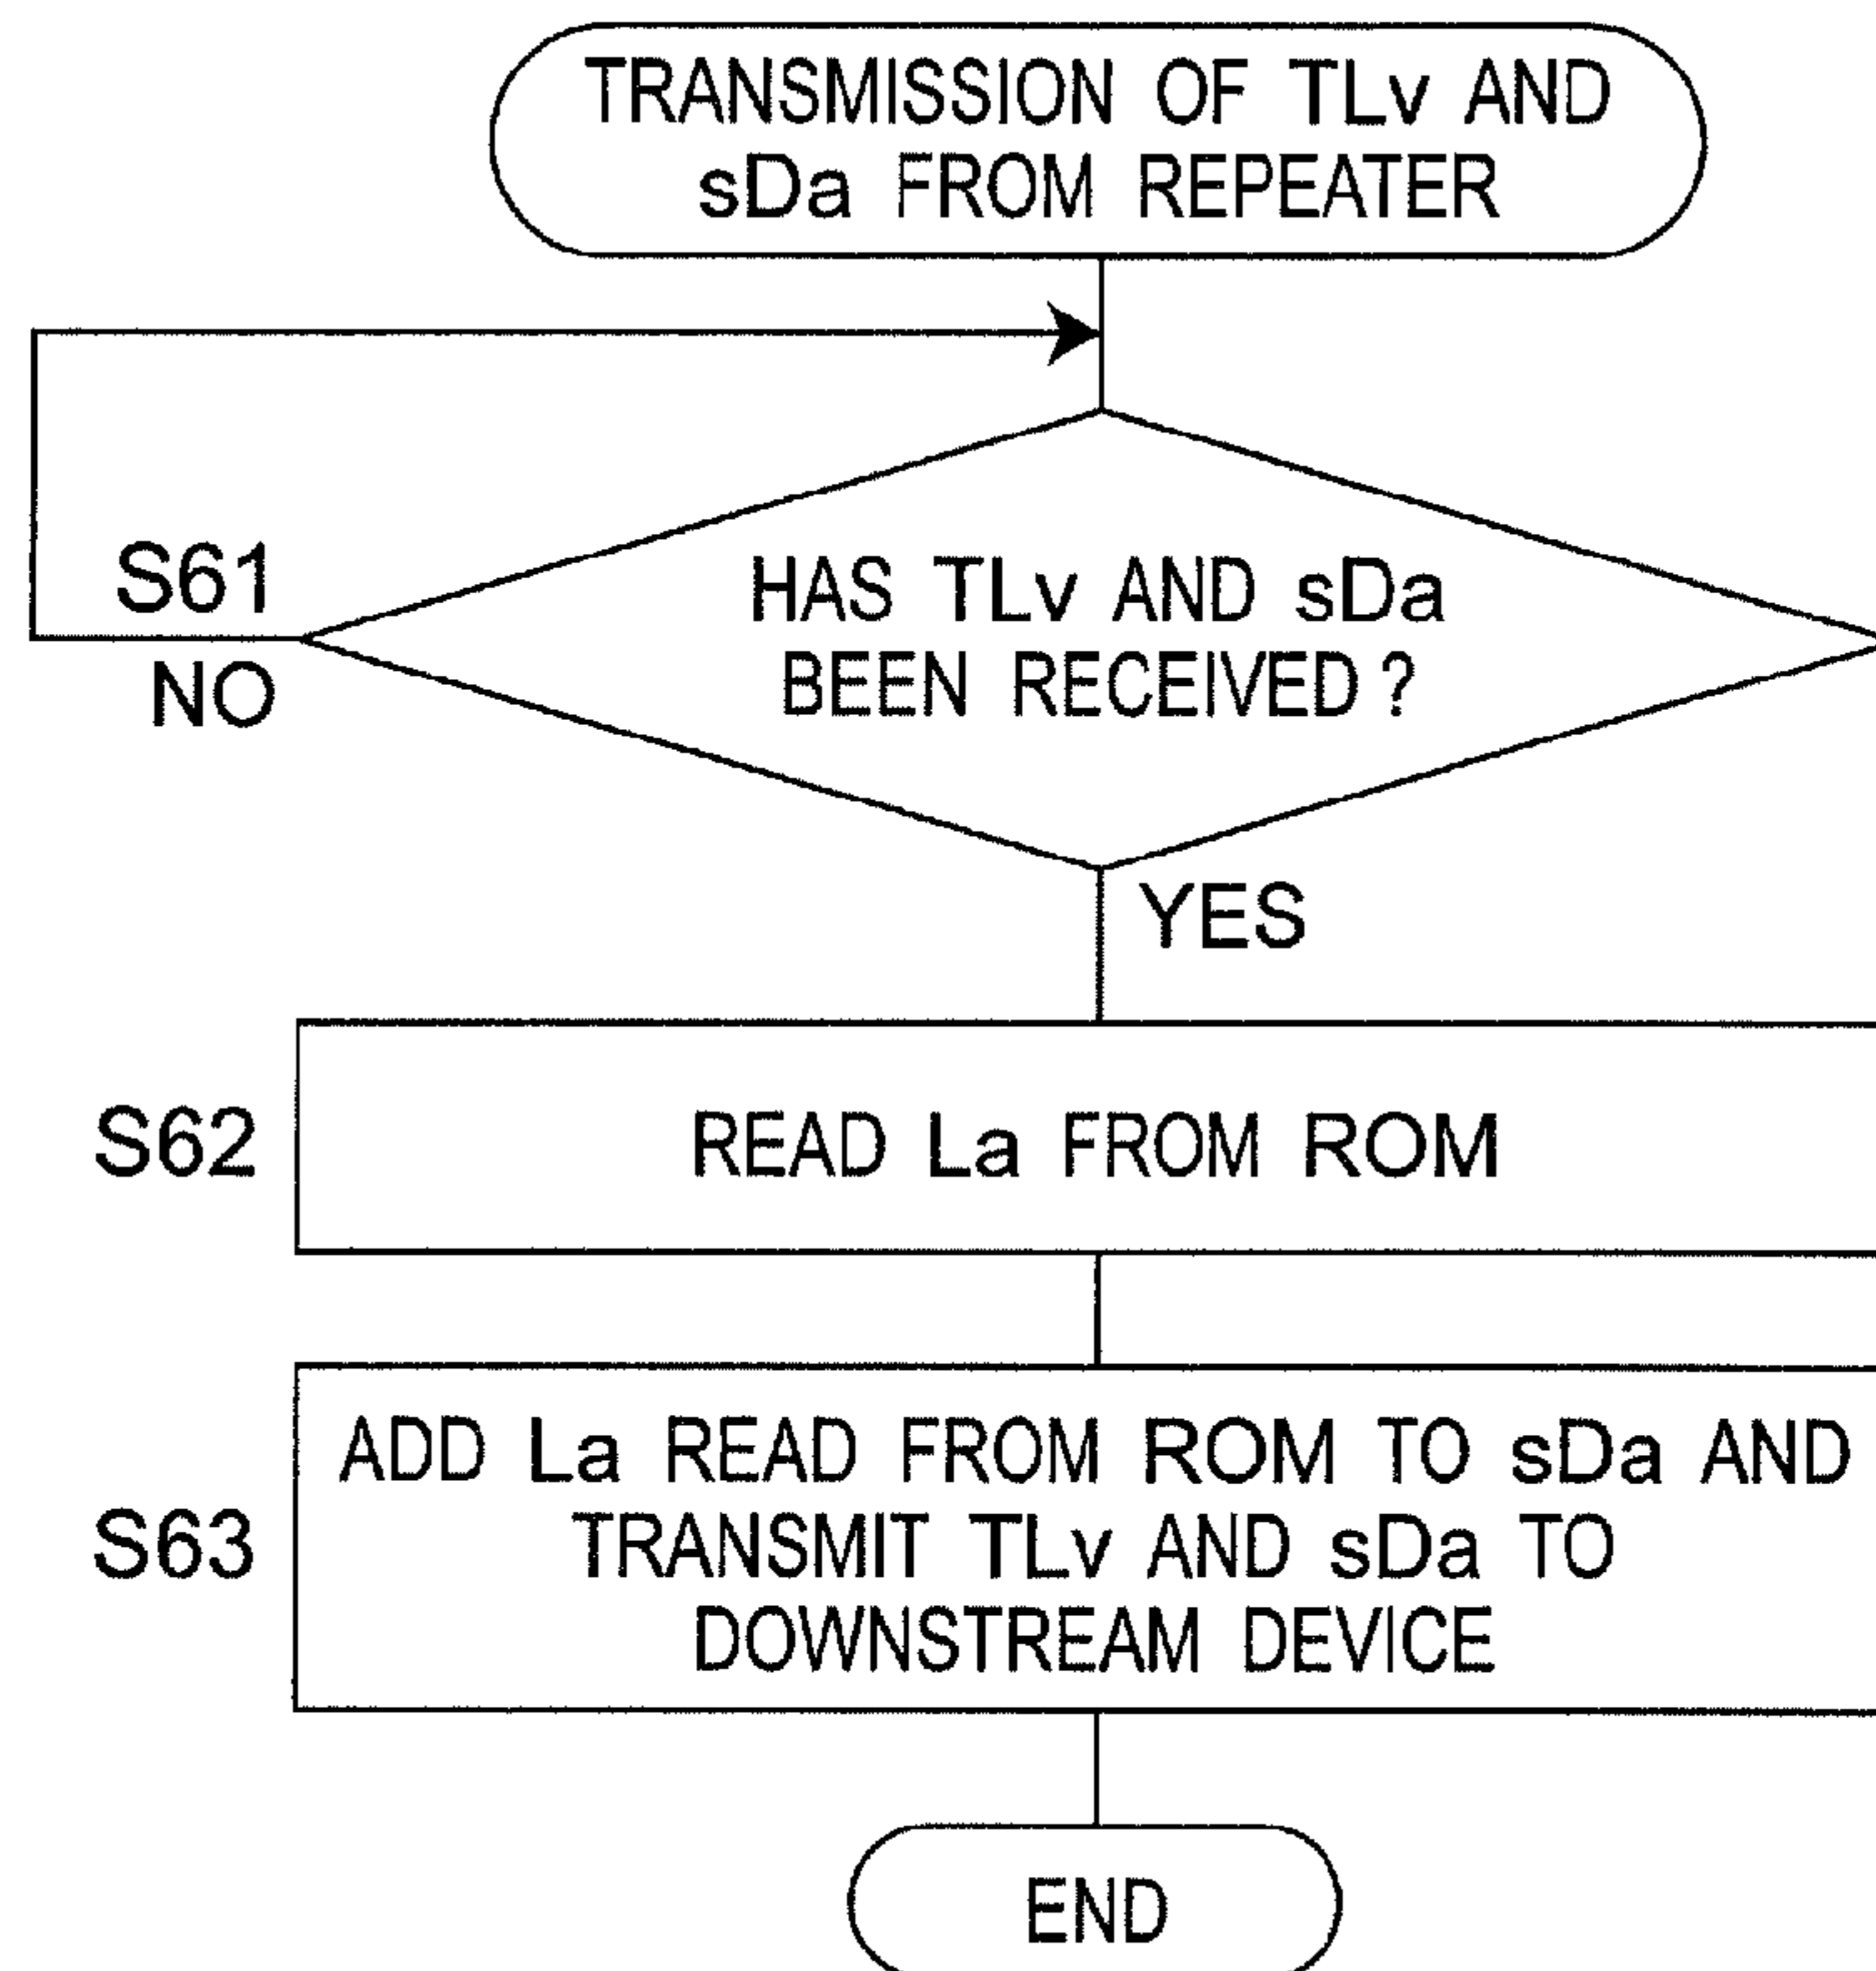 TRANSMISSION OF TLv AND
sDa FROM REPEATER
S61
HAS TLv AND sDa
BEEN RECEIVED ?
NO
YES
S62
READ La FROM ROM
S63
ADD La READ FROM ROM TO sDa AND
TRANSMIT TLv AND sDa TO
DOWNSTREAM DEVICE
END